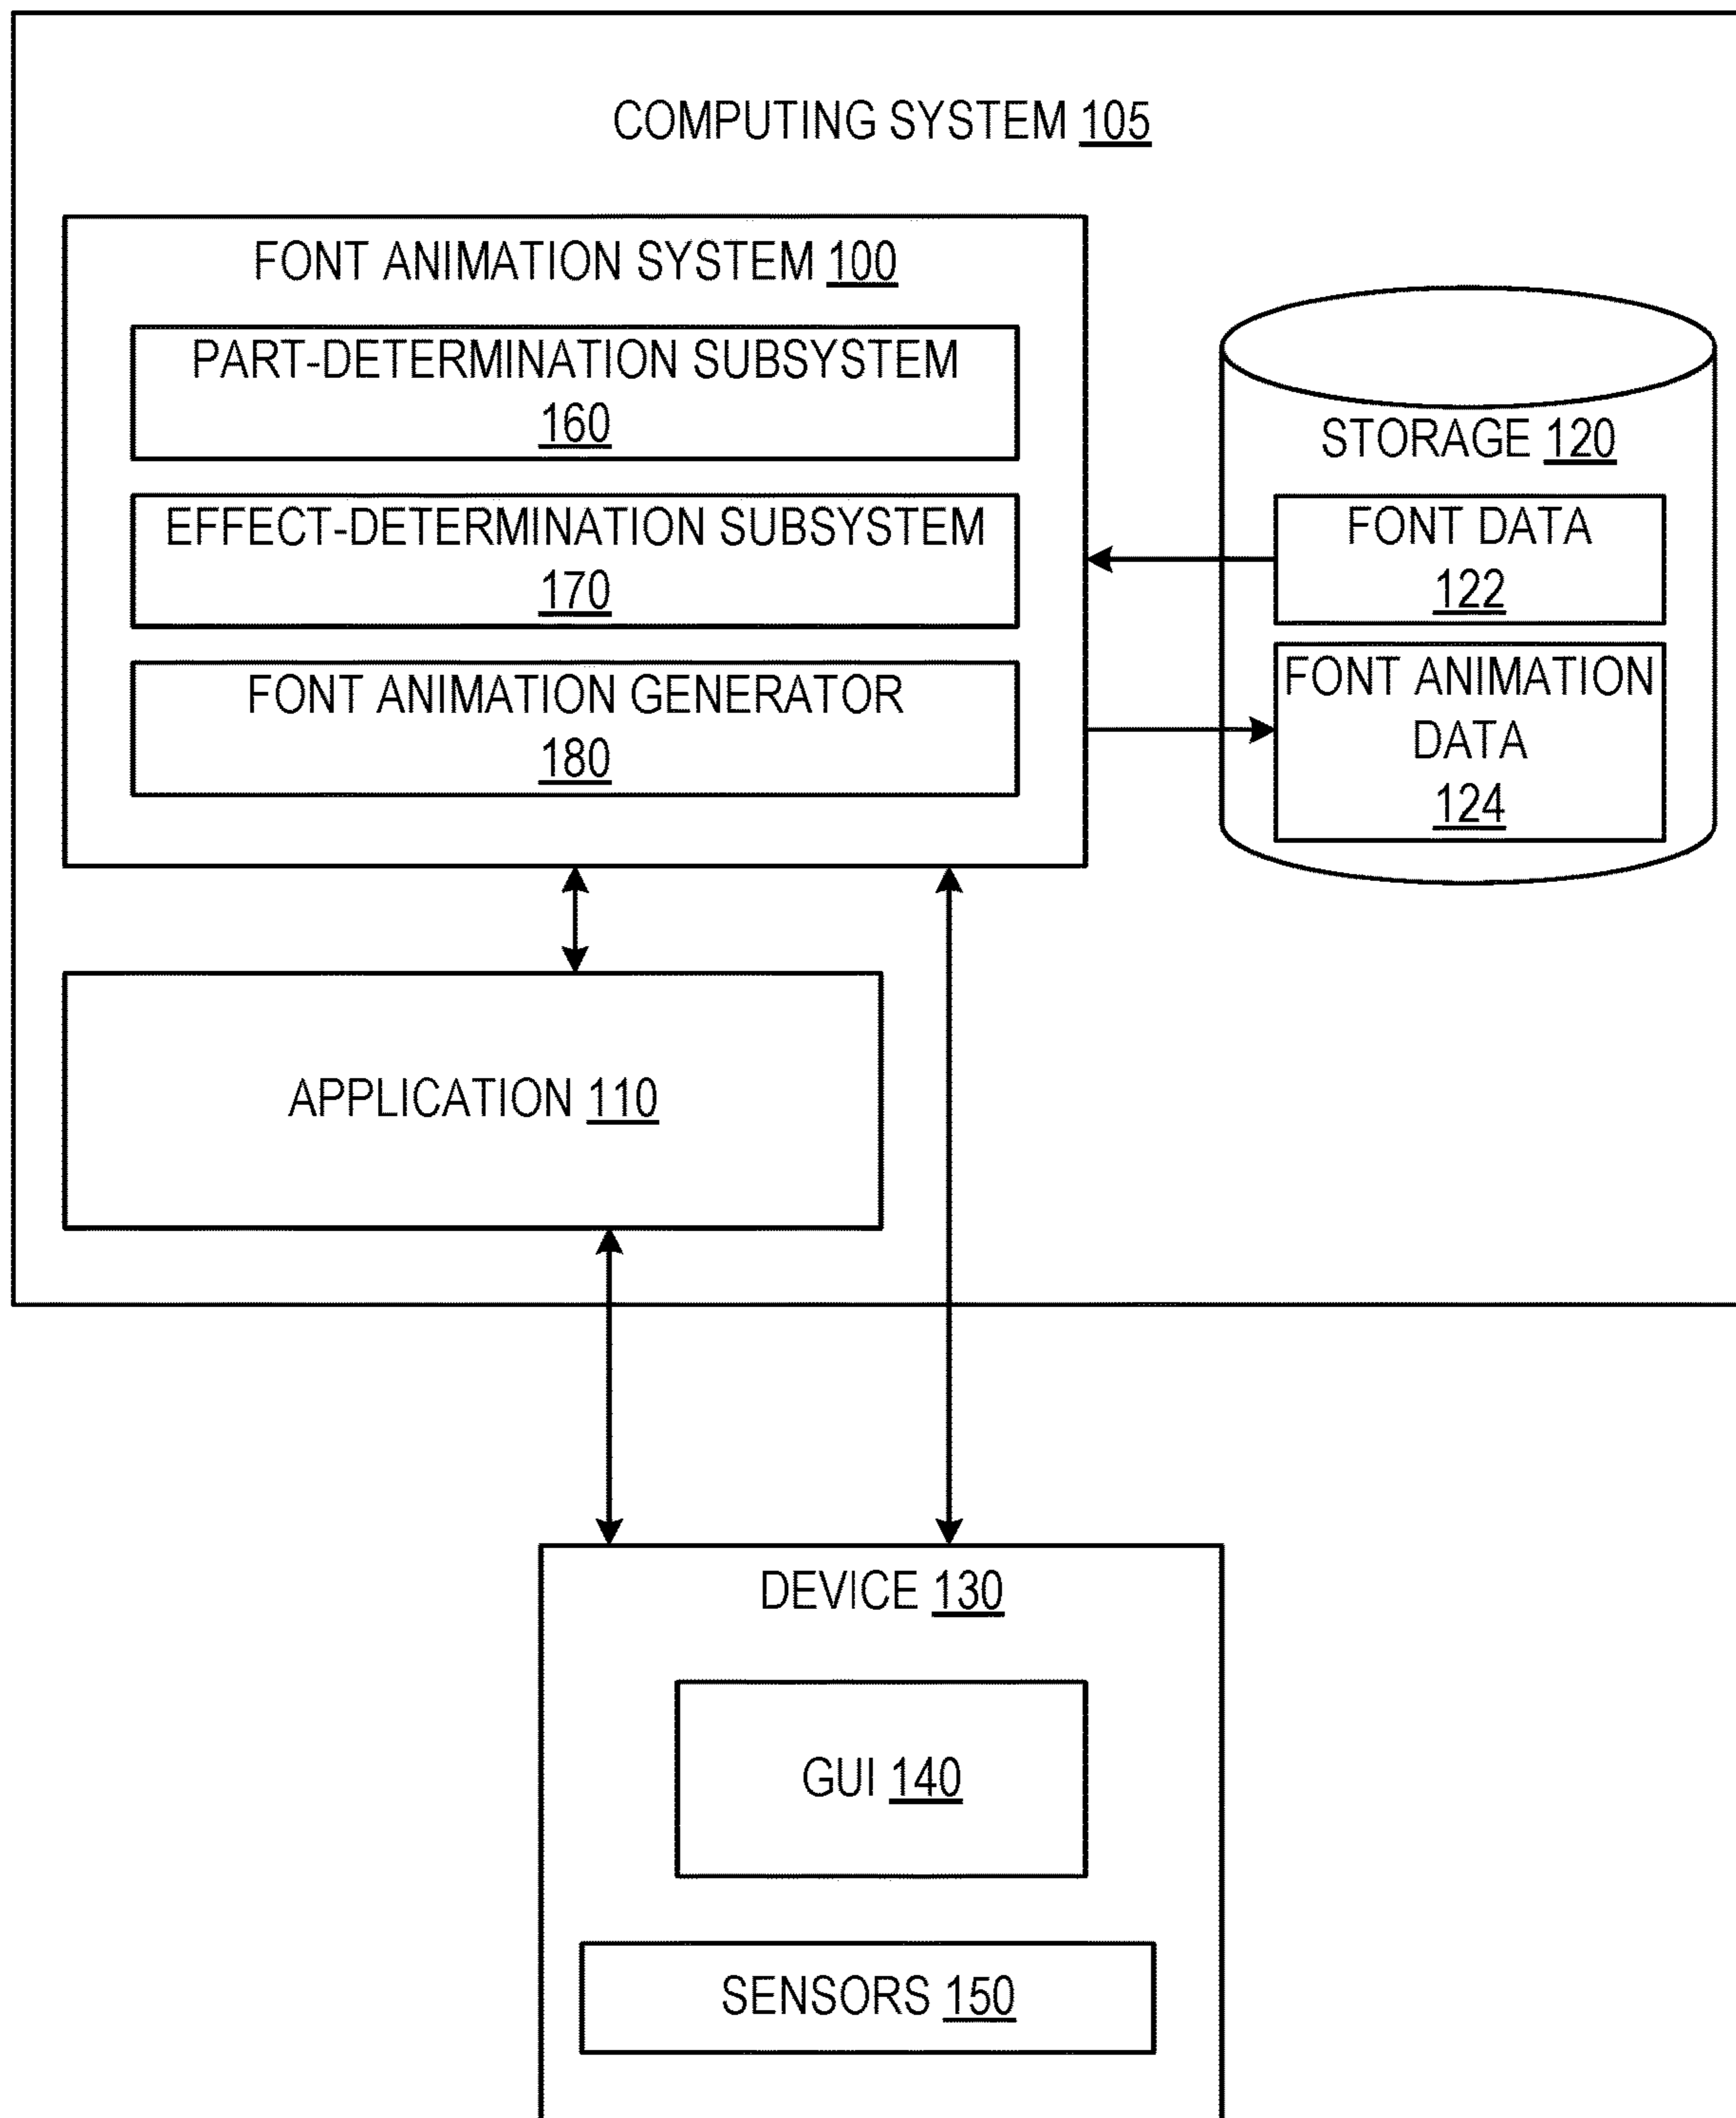 COMPUTING SYSTEM 105
FONT ANIMATION SYSTEM 100
PART-DETERMINATION SUBSYSTEM
160
EFFECT-DETERMINATION SUBSYSTEM
170
FONT ANIMATION GENERATOR
180
STORAGE 120
FONT DATA
122
FONT ANIMATION
DATA
124
APPLICATION 110
DEVICE 130
GUI 140
SENSORS 150